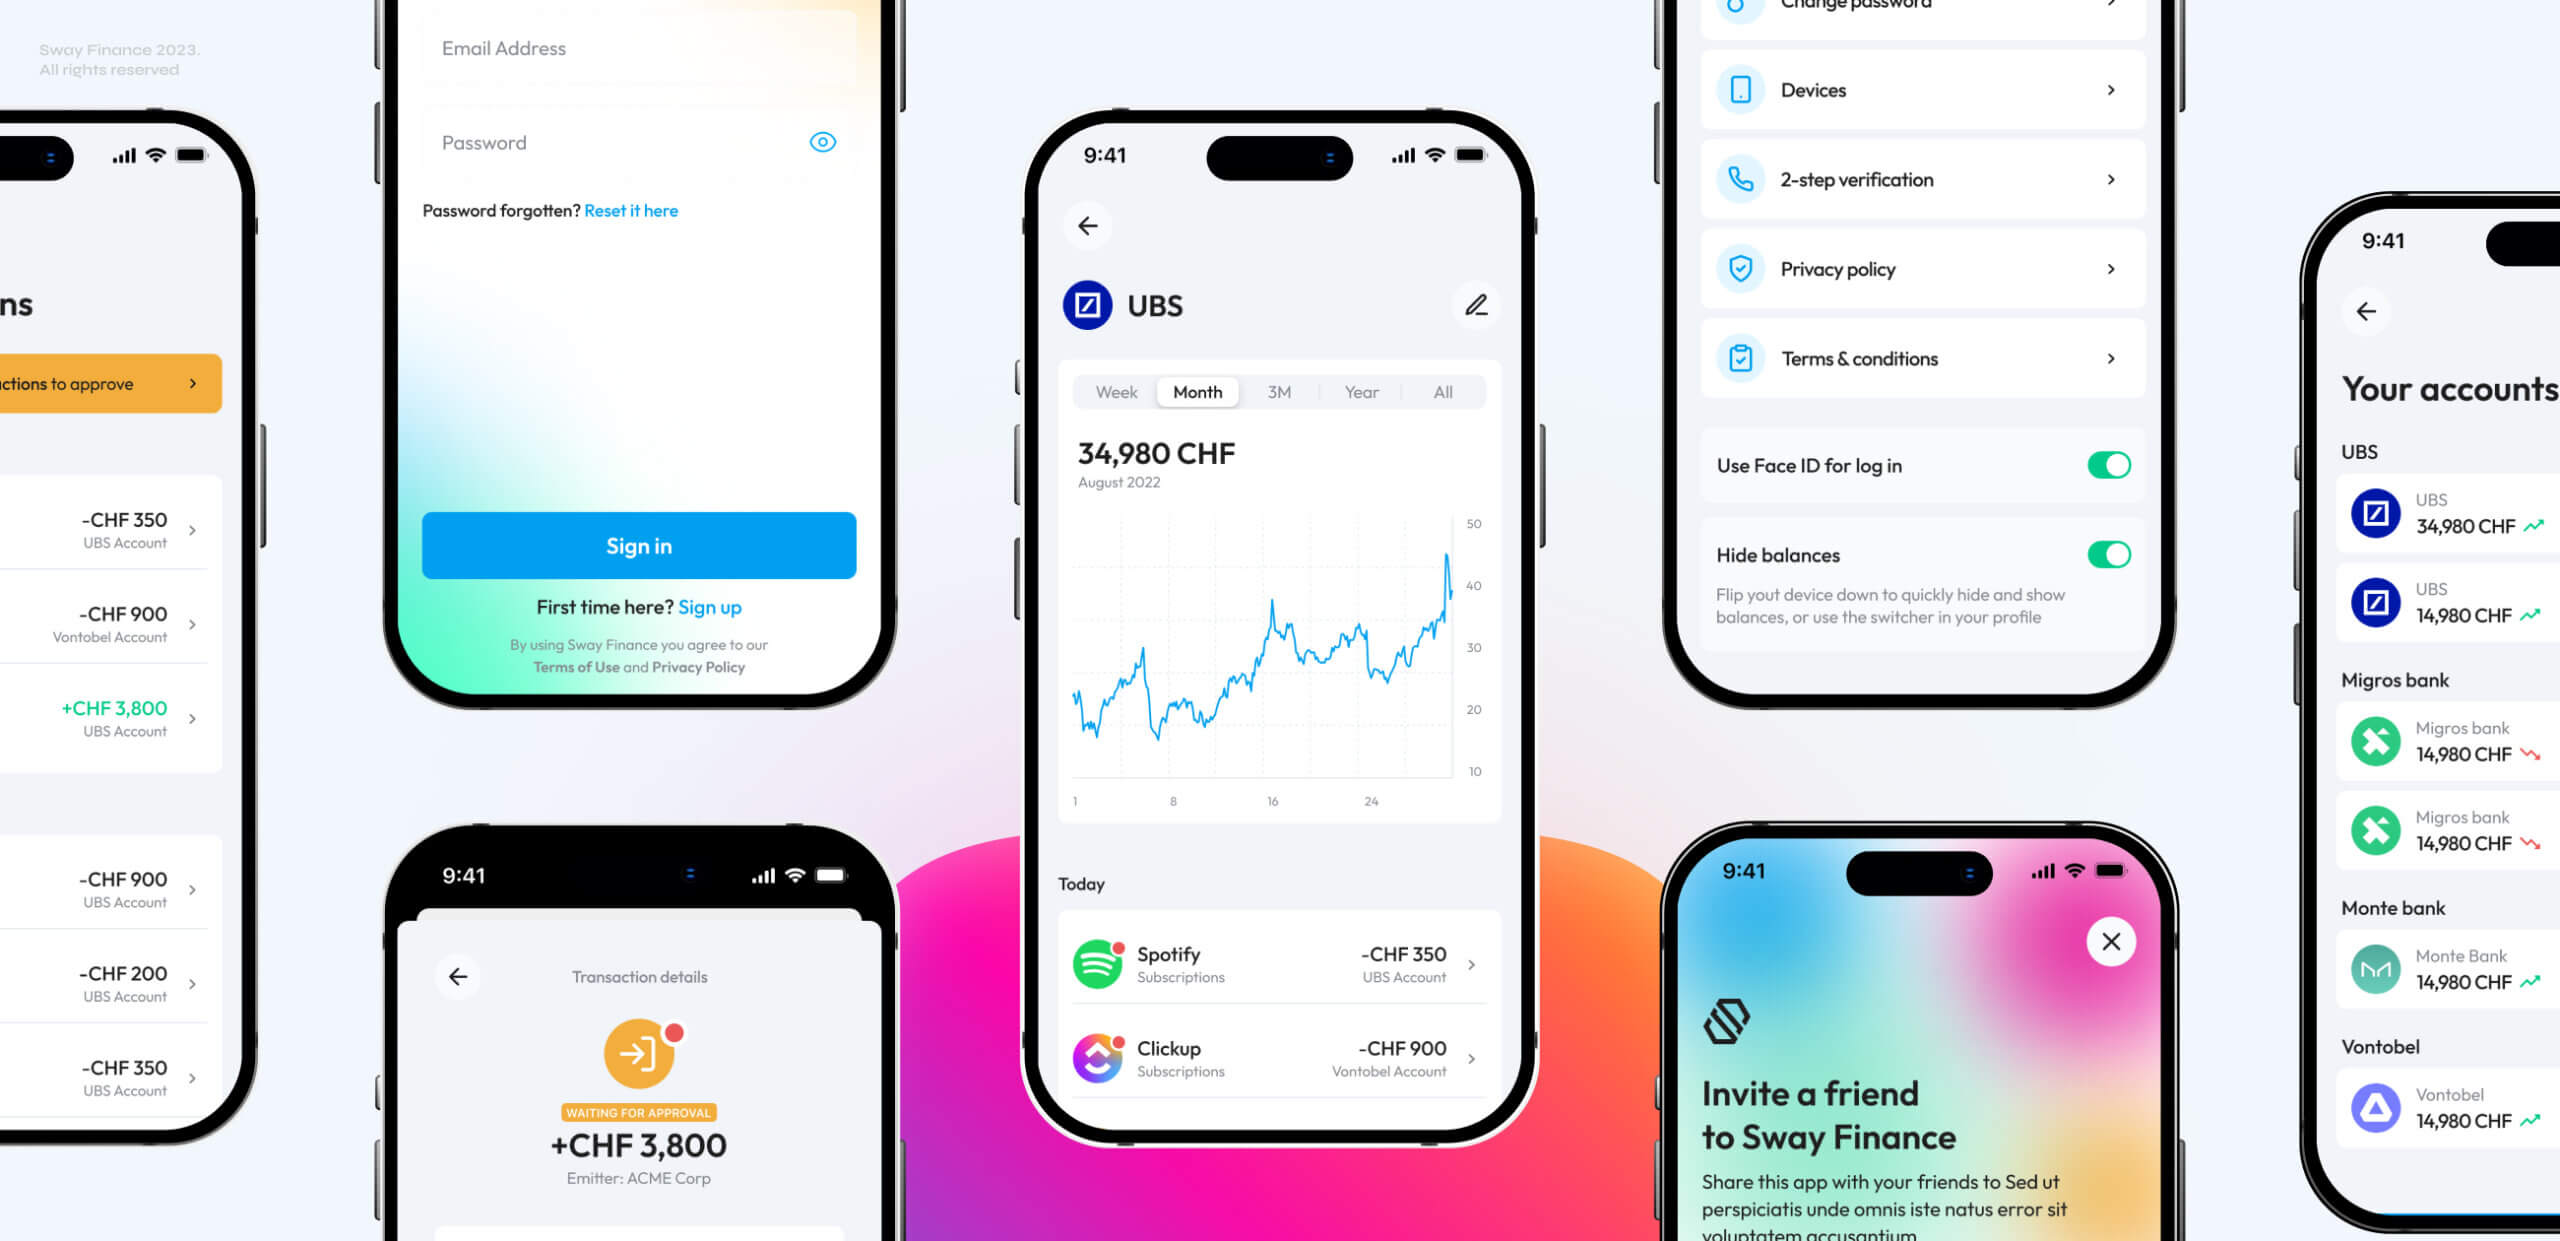 Sway Finance 2023.
All rights reserved
ns
ctions to approve
-CHF 350
UBS Account
-CHF 900
Vontobel Account
+CHF 3,800
UBS Account
-CHF 900
UBS Account
-CHF 200
UBS Account
-CHF 350
UBS Account
Email Address
Password
Password forgotten? Reset it here
Sign in
First time here? Sign up
By using Sway Finance you agree to our
Terms of Use and Privacy Policy
9:41
Transaction details
WAITING FOR APPROVAL
+CHF 3,800
Emitter: ACME Corp
9:41
UBS
Week Month 3M Year All
34,980 CHF
August 2022
50
40
30
20
10
1 8 16 24
Today
Spotify -CHF 350
Subscriptions UBS Account
Clickup -CHF 900
Subscriptions Vontobel Account
Change password
Devices
2-step verification
Privacy policy
Terms & conditions
Use Face ID for log in
Hide balances
Flip yout device down to quickly hide and show
balances, or use the switcher in your profile
9:41
Invite a friend
to Sway Finance
Share this app with your friends to Sed ut
perspiciatis unde omnis iste natus error sit
voluptatem accusantium
9:41
Your accounts
UBS
UBS
34,980 CHF
UBS
14,980 CHF
Migros bank
Migros bank
14,980 CHF
Migros bank
14,980 CHF
Monte bank
Monte Bank
14,980 CHF
Vontobel
Vontobel
14,980 CHF